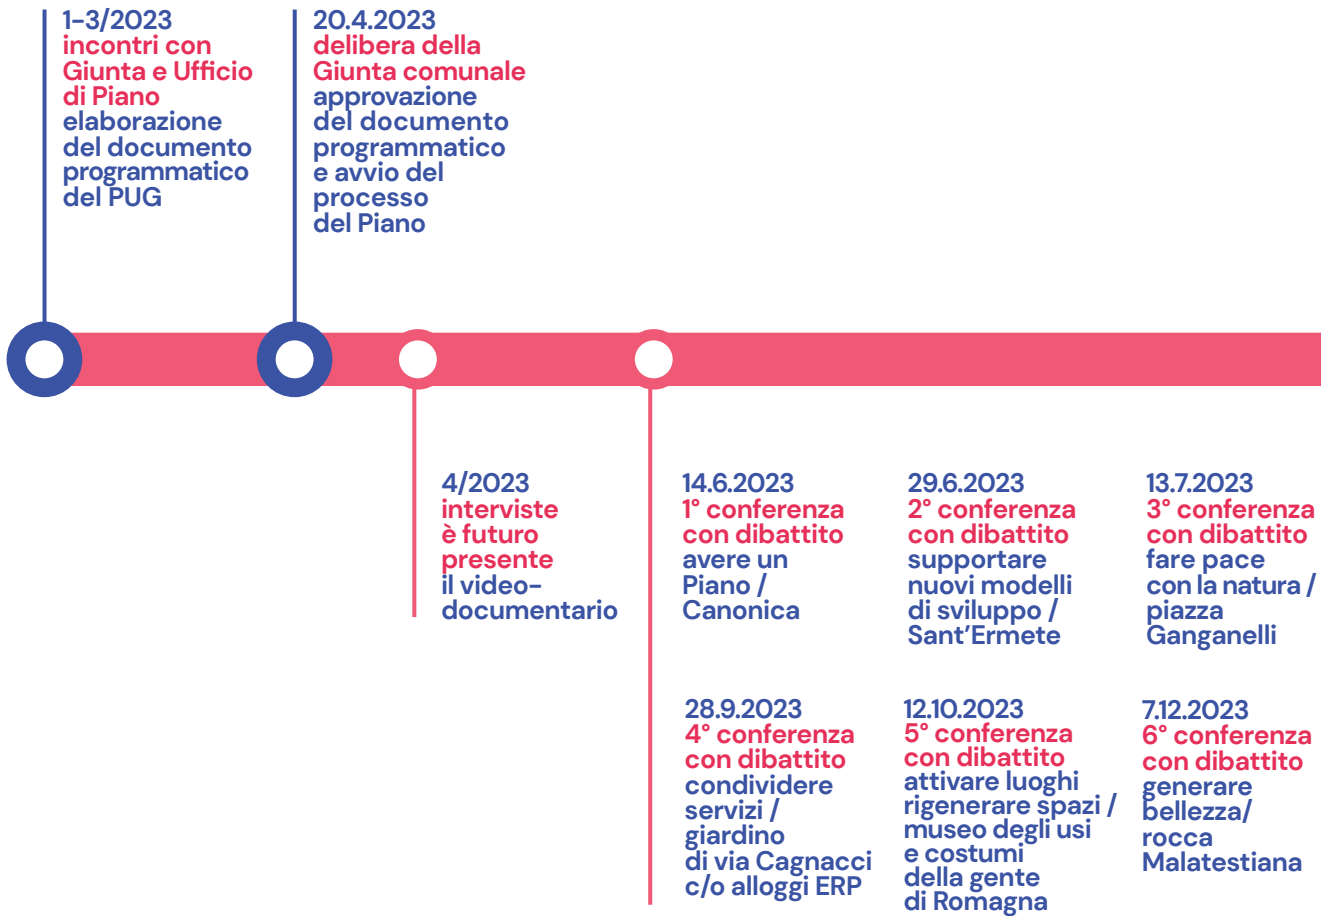 1-3/2023
incontri con
Giunta e Ufficio
di Piano
elaborazione
del documento
programmatico
del PUG
20.4.2023
delibera della
Giunta comunale
approvazione
del documento
programmatico
e avvio del
processo
del Piano
4/2023
interviste
è futuro
presente
il video-
documentario
14.6.2023
1° conferenza
con dibattito
avere un
Piano /
Canonica
29.6.2023
2° conferenza
con dibattito
supportare
nuovi modelli
di sviluppo /
Sant'Ermete
13.7.2023
3° conferenza
con dibattito
fare pace
con la natura /
piazza
Ganganelli
28.9.2023
4° conferenza
con dibattito
condividere
servizi /
giardino
di via Cagnacci
c/o alloggi ERP
12.10.2023
5° conferenza
con dibattito
attivare luoghi
rigenerare spazi /
museo degli usi
e costumi
della gente
di Romagna
7.12.2023
6° conferenza
con dibattito
generare
bellezza/
rocca
Malatestiana